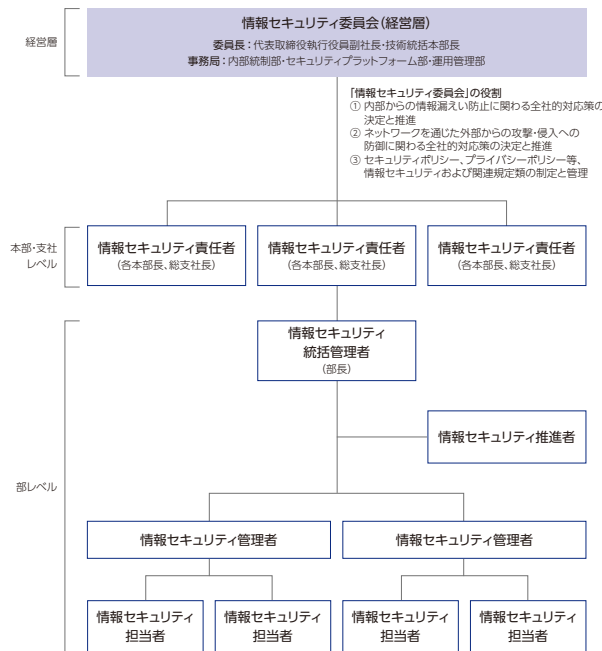 経営層
情報セキュリティ委員会（経営層）
委員長：代表取締役執行役員副社長・技術統括本部長
事務局：内部統制部・セキュリティプラットフォーム部・運用管理部
「情報セキュリティ委員会」の役割
① 内部からの情報漏えい防止に関わる全社的対応策の
決定と推進
② ネットワークを通じた外部からの攻撃・侵入への
防御に関わる全社的対応策の決定と推進
③ セキュリティポリシー、プライバシーポリシー等、
情報セキュリティおよび関連規定類の制定と管理
本部・支社
レベル
情報セキュリティ責任者
（各本部長、総支社長）
情報セキュリティ責任者
（各本部長、総支社長）
情報セキュリティ責任者
（各本部長、総支社長）
情報セキュリティ
統括管理者
（部長）
情報セキュリティ推進者
部レベル
情報セキュリティ管理者
情報セキュリティ管理者
情報セキュリティ
担当者
情報セキュリティ
担当者
情報セキュリティ
担当者
情報セキュリティ
担当者